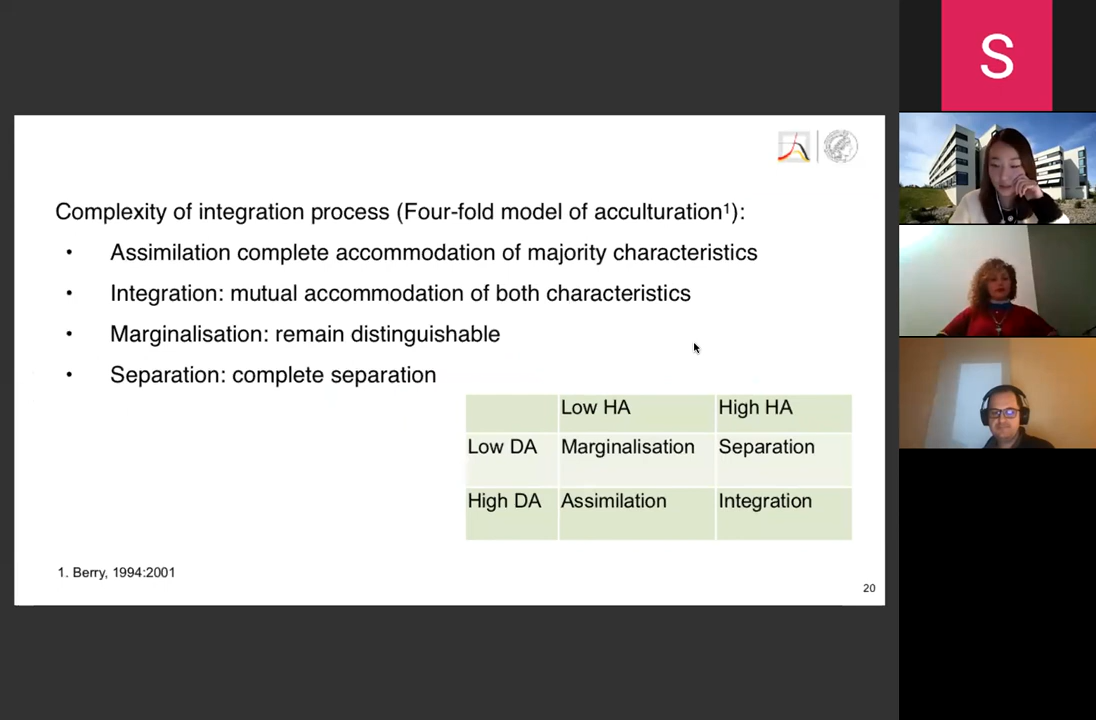 S
Complexity of integration process (Four-fold model of acculturation¹):
• Assimilation complete accommodation of majority characteristics
• Integration: mutual accommodation of both characteristics
• Marginalisation: remain distinguishable
• Separation: complete separation
Low HA High HA
Low DA Marginalisation Separation
High DA Assimilation Integration
1. Berry, 1994:2001
20